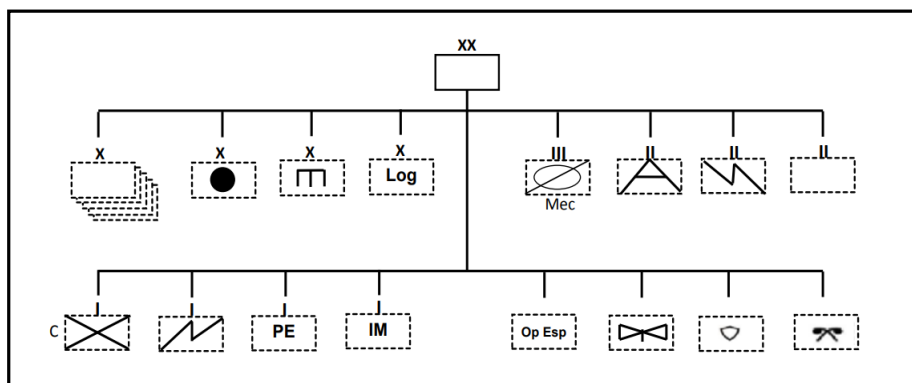 XX
X X X X III II II II
Log
Mec
I I I I
C PE IM Op Esp